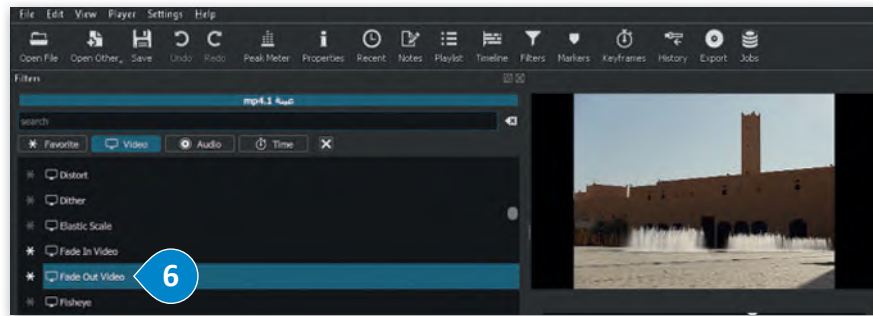 File Edit View Player Settings Help
Open File Open Other... Save Undo Redo Peak Meter Properties Recent Notes Playlist Timeline Filters Markers Keyframes History Export Jobs
Filters
عينة 1.mp4
search
Favorite Video Audio Time
Distort
Dither
Elastic Scale
Fade In Video
Fade Out Video
6
Fisheye